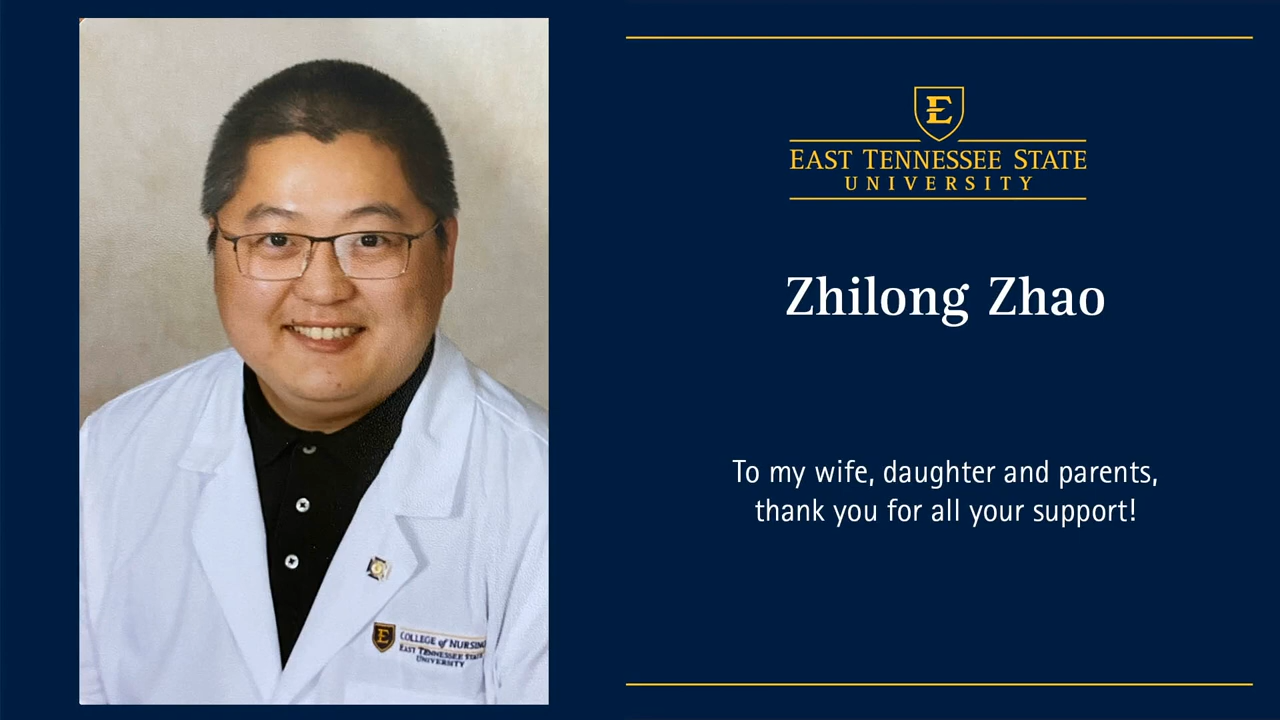 E
EAST TENNESSEE STATE
UNIVERSITY
Zhilong Zhao
To my wife, daughter and parents,
thank you for all your support!
E
COLLEGE of NURSING
EAST TENNESSEE STATE
UNIVERSITY